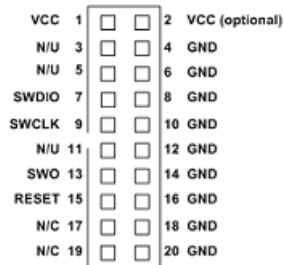 VCC 1 2 VCC (optional)
N/U 3 4 GND
N/U 5 6 GND
SWDIO 7 8 GND
SWCLK 9 10 GND
N/U 11 12 GND
SWO 13 14 GND
RESET 15 16 GND
N/C 17 18 GND
N/C 19 20 GND